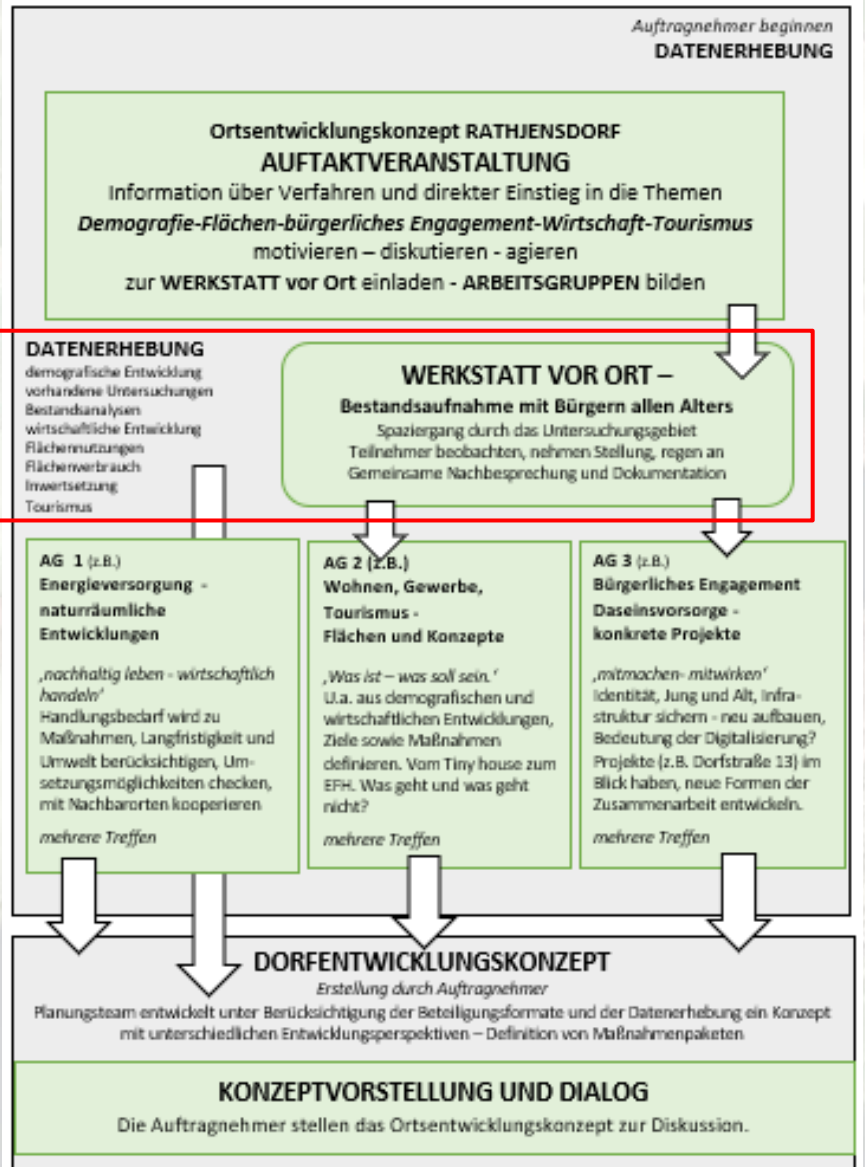 Auftragnehmer beginnen
DATENERHEBUNG
Ortsentwicklungskonzept RATHJENSDORF
AUFTAKTVERANSTALTUNG
Information über Verfahren und direkter Einstieg in die Themen
Demografie-Flächen-bürgerliches Engagement-Wirtschaft-Tourismus
motivieren – diskutieren - agieren
zur WERKSTATT vor Ort einladen - ARBEITSGRUPPEN bilden
DATENERHEBUNG
demografische Entwicklung
vorhandene Untersuchungen
Bestandsanalysen
wirtschaftliche Entwicklung
Flächennutzungen
Flächenverbrauch
Inwertsetzung
Tourismus
WERKSTATT VOR ORT –
Bestandsaufnahme mit Bürgern allen Alters
Spaziergang durch das Untersuchungsgebiet
Teilnehmer beobachten, nehmen Stellung, regen an
Gemeinsame Nachbesprechung und Dokumentation
AG 1 (z.B.)
Energieversorgung -
naturräumliche
Entwicklungen
‚nachhaltig leben - wirtschaftlich
handeln'
Handlungsbedarf wird zu
Maßnahmen, Langfristigkeit und
Umwelt berücksichtigen, Um-
setzungsmöglichkeiten checken,
mit Nachbarorten kooperieren
mehrere Treffen
AG 2 (z.B.)
Wohnen, Gewerbe,
Tourismus -
Flächen und Konzepte
‚Was ist – was soll sein.'
U.a. aus demografischen und
wirtschaftlichen Entwicklungen,
Ziele sowie Maßnahmen
definieren. Vom Tiny house zum
EFH. Was geht und was geht
nicht?
mehrere Treffen
AG 3 (z.B.)
Bürgerliches Engagement
Daseinsvorsorge -
konkrete Projekte
‚mitmachen- mitwirken'
Identität, Jung und Alt, Infra-
struktur sichern - neu aufbauen,
Bedeutung der Digitalisierung?
Projekte (z.B. Dorfstraße 13) im
Blick haben, neue Formen der
Zusammenarbeit entwickeln.
mehrere Treffen
DORFENTWICKLUNGSKONZEPT
Erstellung durch Auftragnehmer
Planungsteam entwickelt unter Berücksichtigung der Beteiligungsformate und der Datenerhebung ein Konzept
mit unterschiedlichen Entwicklungsperspektiven – Definition von Maßnahmenpaketen
KONZEPTVORSTELLUNG UND DIALOG
Die Auftragnehmer stellen das Ortsentwicklungskonzept zur Diskussion.